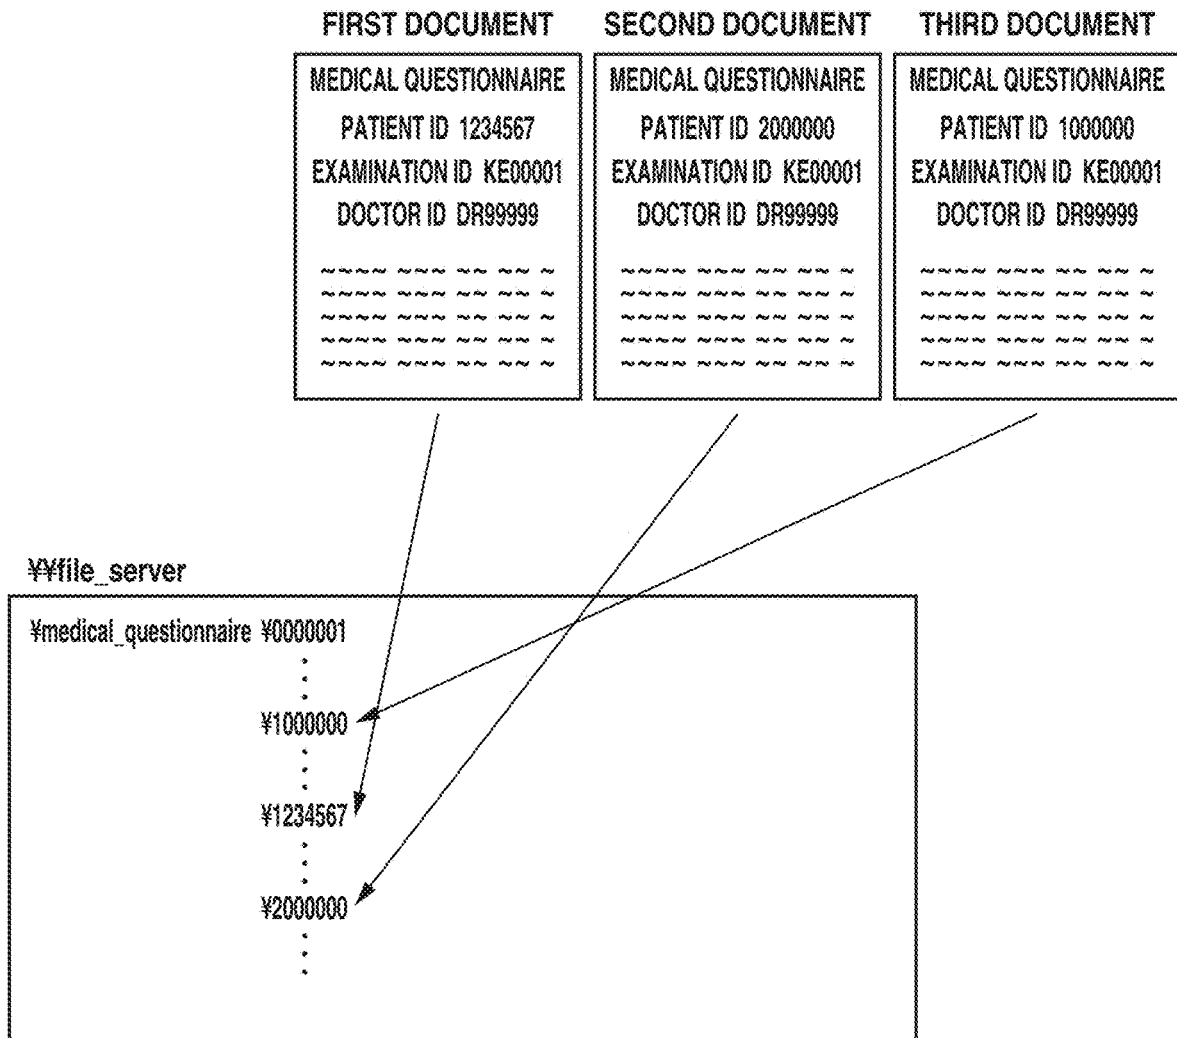 FIRST DOCUMENT
MEDICAL QUESTIONNAIRE
PATIENT ID 1234567
EXAMINATION ID KE00001
DOCTOR ID DR99999
SECOND DOCUMENT
MEDICAL QUESTIONNAIRE
PATIENT ID 2000000
EXAMINATION ID KE00001
DOCTOR ID DR99999
THIRD DOCUMENT
MEDICAL QUESTIONNAIRE
PATIENT ID 1000000
EXAMINATION ID KE00001
DOCTOR ID DR99999
¥¥file_server
¥medical_questionnaire ¥0000001
¥1000000
¥1234567
¥2000000